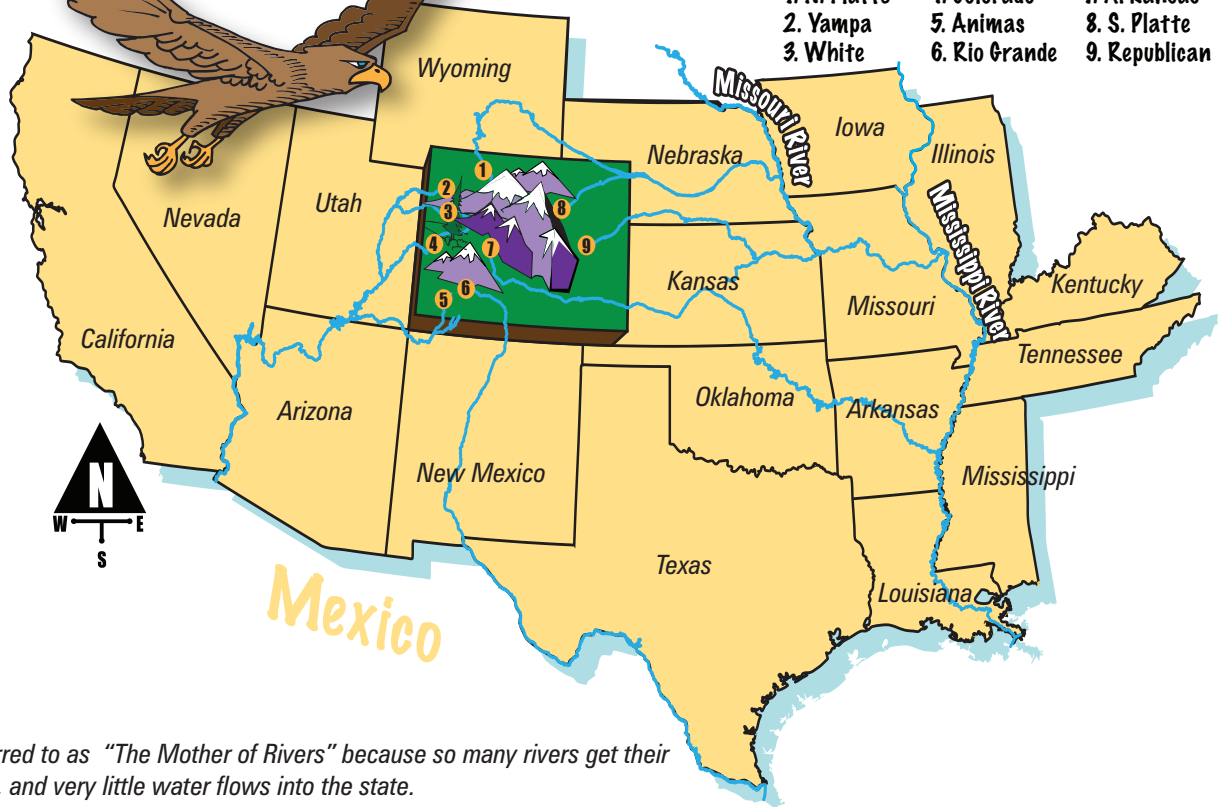 2. Yampa 5. Animas 8. S. Platte
3. White 6. Rio Grande 9. Republican
Wyoming
Missouri River
Iowa
Nebraska
Illinois
1
2
Utah
3
8
Nevada
4
7
9
Mississippi River
6
Kansas
Kentucky
5
Missouri
California
Tennessee
Arizona
Oklahoma
Arkansas
New Mexico
Mississippi
N
W E
S
Texas
Louisiana
Mexico
rred to as "The Mother of Rivers" because so many rivers get their
, and very little water flows into the state.